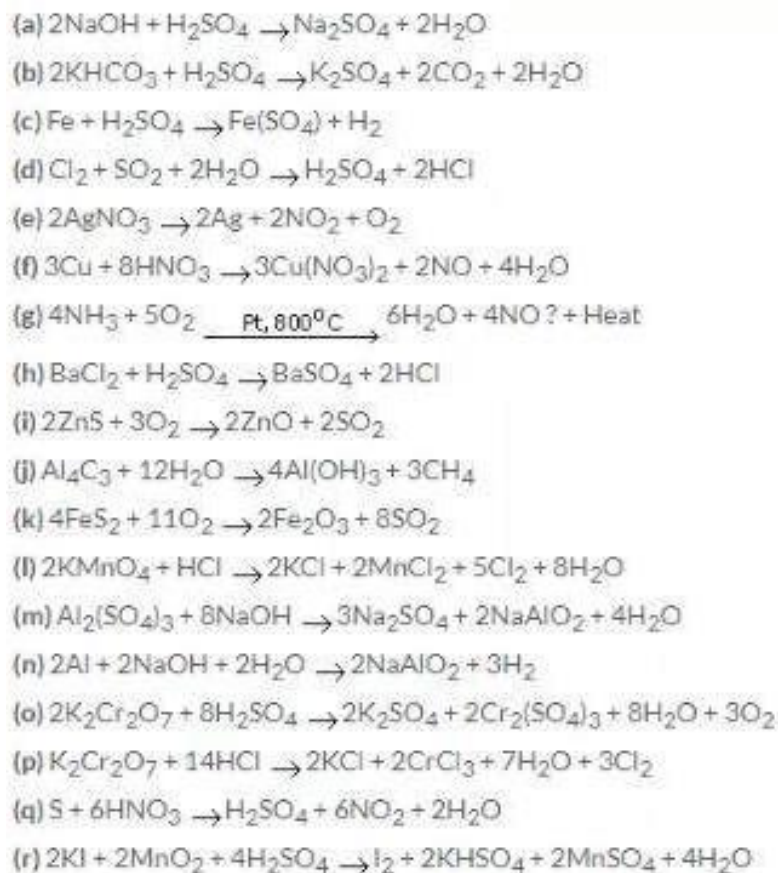 (a) 2NaOH + H₂SO₄ → Na₂SO₄ + 2H₂O
(b) 2KHCO₃ + H₂SO₄ → K₂SO₄ + 2CO₂ + 2H₂O
(c) Fe + H₂SO₄ → Fe(SO₄) + H₂
(d) Cl₂ + SO₂ + 2H₂O → H₂SO₄ + 2HCl
(e) 2AgNO₃ → 2Ag + 2NO₂ + O₂
(f) 3Cu + 8HNO₃ → 3Cu(NO₃)₂ + 2NO + 4H₂O
(g) 4NH₃ + 5O₂ Pt, 800⁰C → 6H₂O + 4NO ? + Heat
(h) BaCl₂ + H₂SO₄ → BaSO₄ + 2HCl
(i) 2ZnS + 3O₂ → 2ZnO + 2SO₂
(j) Al₄C₃ + 12H₂O → 4Al(OH)₃ + 3CH₄
(k) 4FeS₂ + 11O₂ → 2Fe₂O₃ + 8SO₂
(l) 2KMnO₄ + HCl → 2KCl + 2MnCl₂ + 5Cl₂ + 8H₂O
(m) Al₂(SO₄)₃ + 8NaOH → 3Na₂SO₄ + 2NaAlO₂ + 4H₂O
(n) 2Al + 2NaOH + 2H₂O → 2NaAlO₂ + 3H₂
(o) 2K₂Cr₂O₇ + 8H₂SO₄ → 2K₂SO₄ + 2Cr₂(SO₄)₃ + 8H₂O + 3O₂
(p) K₂Cr₂O₇ + 14HCl → 2KCl + 2CrCl₃ + 7H₂O + 3Cl₂
(q) S + 6HNO₃ → H₂SO₄ + 6NO₂ + 2H₂O
(r) 2KI + 2MnO₂ + 4H₂SO₄ → I₂ + 2KHSO₄ + 2MnSO₄ + 4H₂O